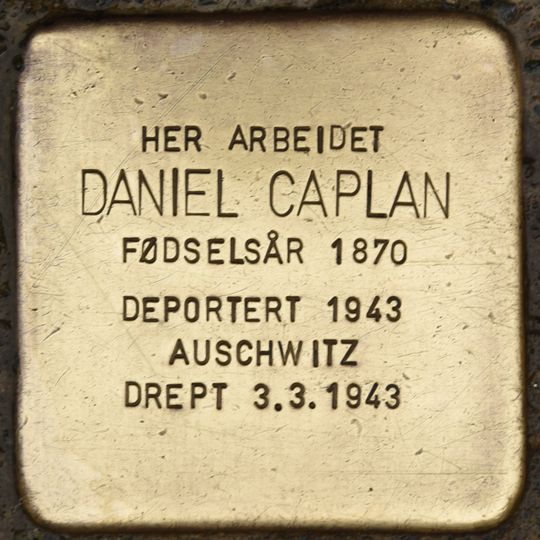 HER ARBEIDET
DANIEL CAPLAN
FØDSELSÅR 1870
DEPORTERT 1943
AUSCHWITZ
DREPT 3.3.1943